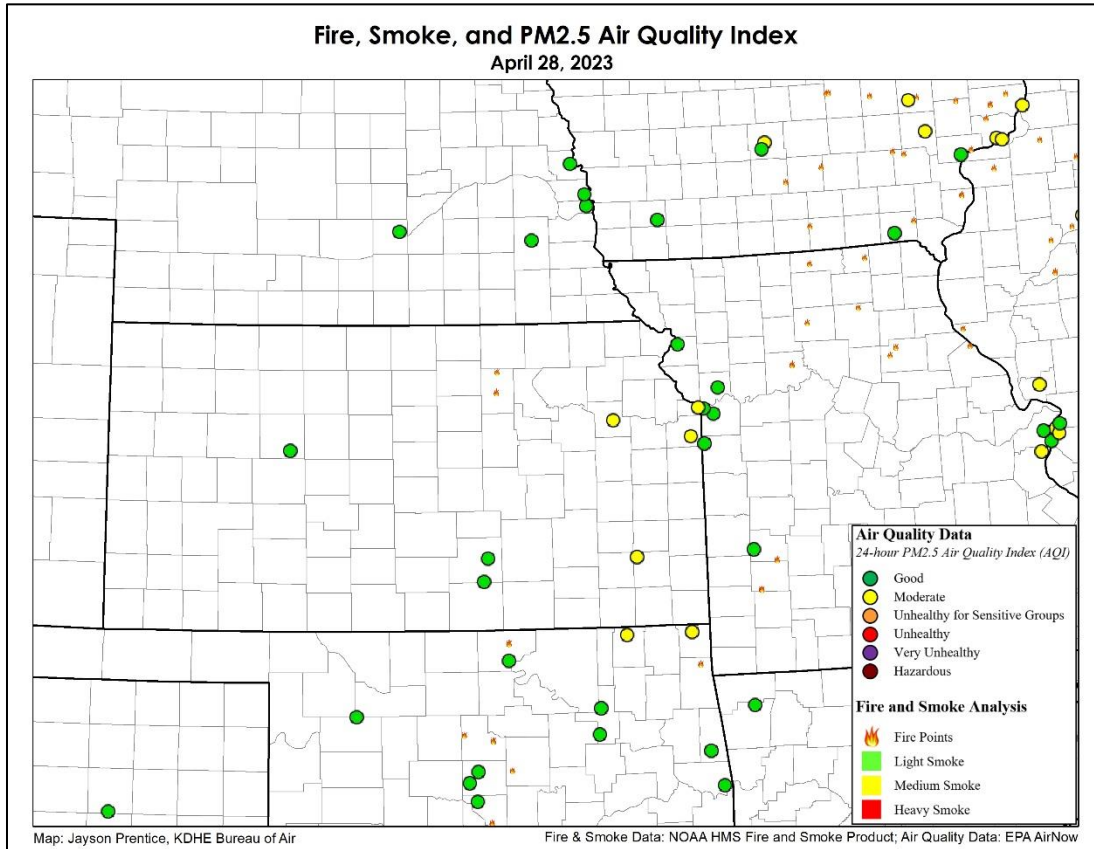 Fire, Smoke, and PM2.5 Air Quality Index
April 28, 2023
Air Quality Data
24-hour PM2.5 Air Quality Index (AQI)
Good
Moderate
Unhealthy for Sensitive Groups
Unhealthy
Very Unhealthy
Hazardous
Fire and Smoke Analysis
Fire Points
Light Smoke
Medium Smoke
Heavy Smoke
Map: Jayson Prentice, KDHE Bureau of Air
Fire & Smoke Data: NOAA HMS Fire and Smoke Product; Air Quality Data: EPA AirNow